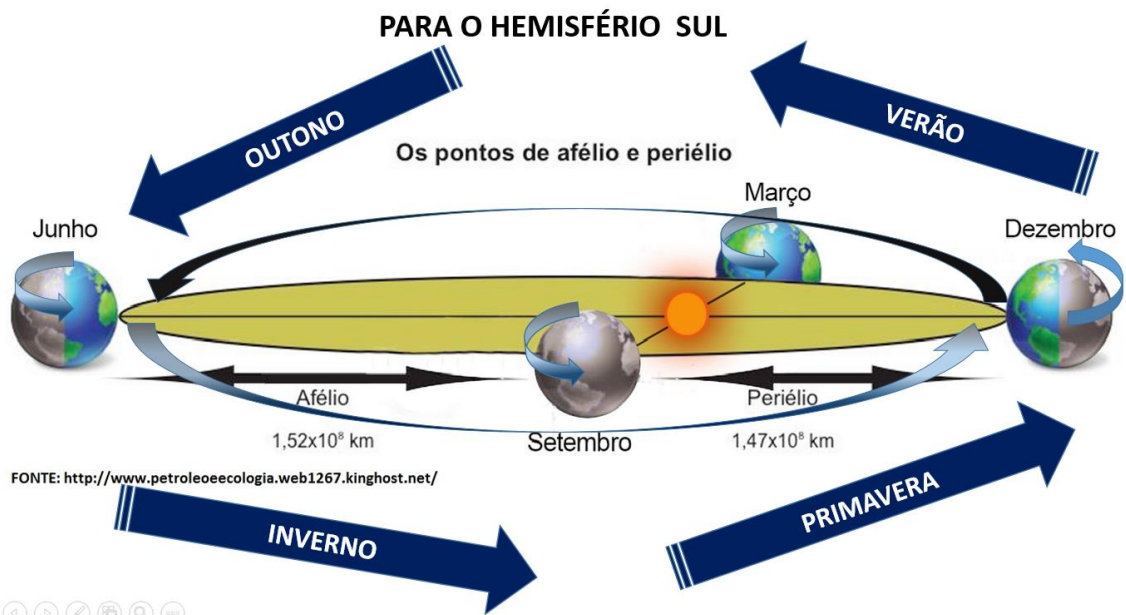 PARA O HEMISFÉRIO SUL
OUTONO
VERÃO
Os pontos de afélio e periélio
Março
Junho
Dezembro
Afélio
Periélio
1,52x10⁸ km
Setembro
1,47x10⁸ km
FONTE: http://www.petroleoeecologia.web1267.kinghost.net/
PRIMAVERA
INVERNO